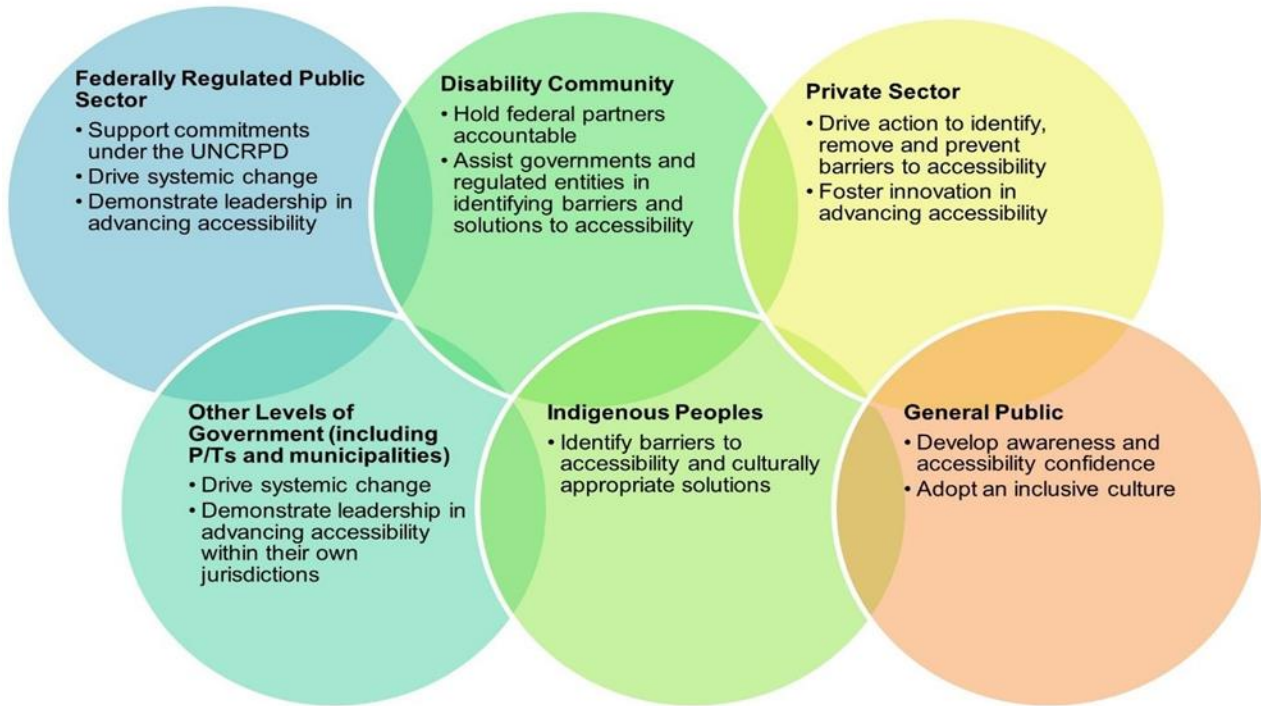 Federally Regulated Public
Sector
• Support commitments
under the UNCRPD
• Drive systemic change
• Demonstrate leadership in
advancing accessibility
Disability Community
• Hold federal partners
accountable
• Assist governments and
regulated entities in
identifying barriers and
solutions to accessibility
Private Sector
• Drive action to identify,
remove and prevent
barriers to accessibility
• Foster innovation in
advancing accessibility
Other Levels of
Government (including
P/Ts and municipalities)
• Drive systemic change
• Demonstrate leadership in
advancing accessibility
within their own
jurisdictions
Indigenous Peoples
• Identify barriers to
accessibility and culturally
appropriate solutions
General Public
• Develop awareness and
accessibility confidence
• Adopt an inclusive culture